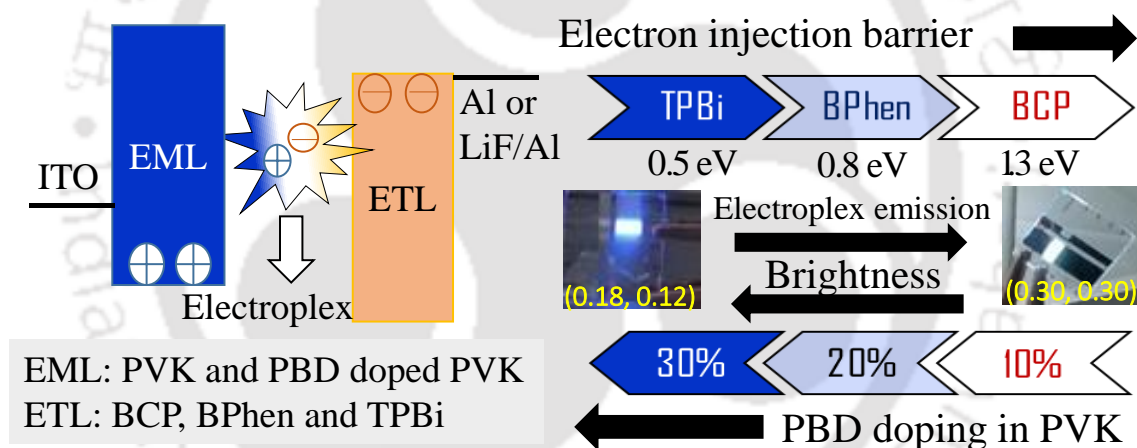 Electron injection barrier
TPBi
BPhen
BCP
0.5 eV
0.8 eV
1.3 eV
EML
ITO
ETL
Al or
LiF/Al
Electroplex
Electroplex emission
Brightness
(0.18, 0.12)
(0.30, 0.30)
30%
20%
10%
PBD doping in PVK
EML: PVK and PBD doped PVK
ETL: BCP, BPhen and TPBi